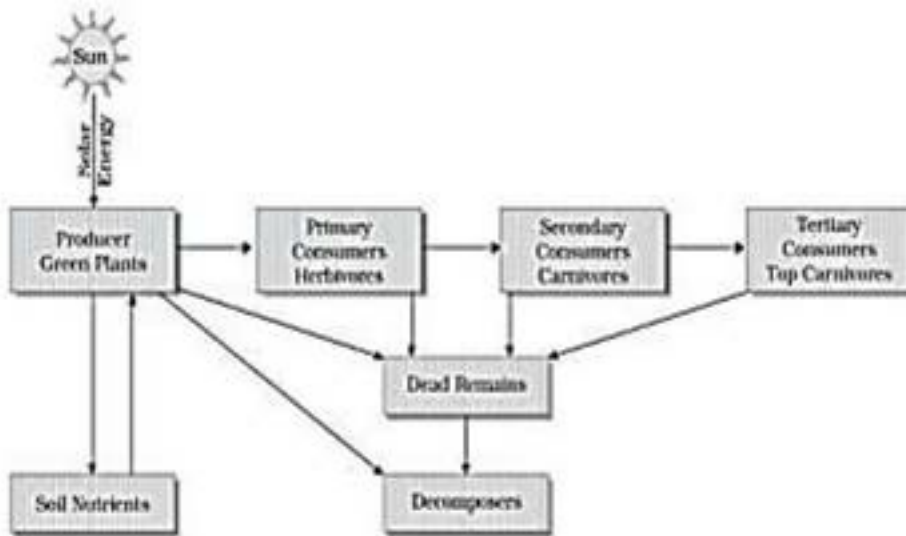 Sun
Solar
Energy
Producer
Green Plants
Primary
Consumers
Herbivores
Secondary
Consumers
Carnivores
Tertiary
Consumers
Top Carnivores
Dead Remains
Soil Nutrients
Decomposers